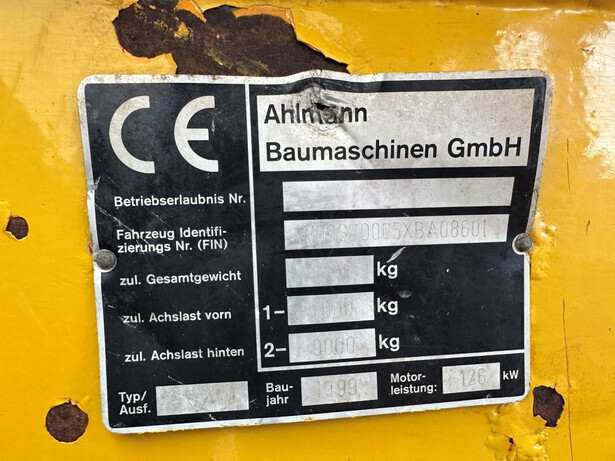 CE
Ahlmann
Baumaschinen GmbH
Betriebserlaubnis Nr.
Fahrzeug Identifi-
zierungs Nr. (FIN)
zul. Gesamtgewicht kg
zul. Achslast vorn 1- kg
zul. Achslast hinten 2- 9000 kg
Typ/
Ausf.
Bau-
jahr 1999
Motor-
leistung: 126 kW